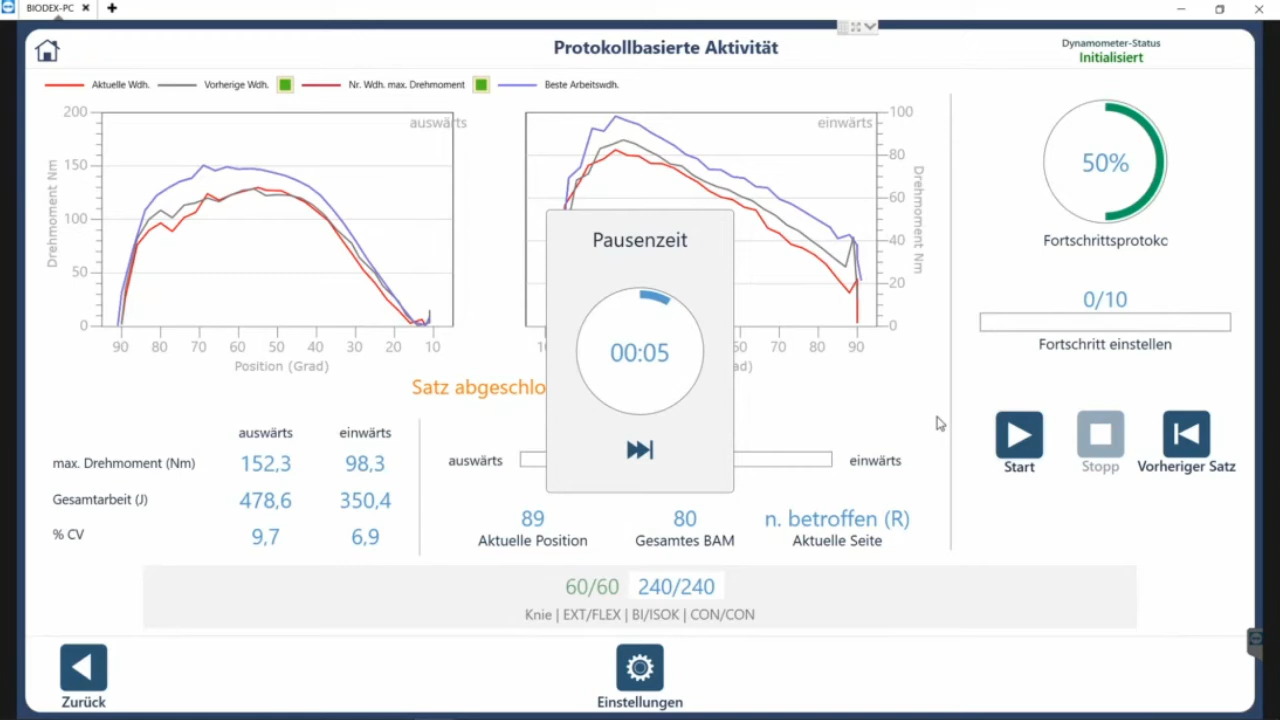 BIODEX-PC
Protokollbasierte Aktivität
Dynamometer-Status
Initialisiert
Aktuelle Wdh.
Vorherige Wdh.
Nr. Wdh. max. Drehmoment
Beste Arbeitswdh.
auswärts
200
150
100
50
0
Drehmoment Nm
90 80 70 60 50 40 30 20 10
Position (Grad)
einwärts
100
80
60
40
20
0
Drehmoment Nm
60 70 80 90
ad)
50%
Fortschrittsprotokc
0/10
Fortschritt einstellen
Pausenzeit
00:05
Satz abgeschlo
auswärts einwärts
max. Drehmoment (Nm) 152,3 98,3
Gesamtarbeit (J) 478,6 350,4
% CV 9,7 6,9
auswärts
einwärts
89
Aktuelle Position
80
Gesamtes BAM
n. betroffen (R)
Aktuelle Seite
Start
Stopp
Vorheriger Satz
60/60 240/240
Knie | EXT/FLEX | BI/ISOK | CON/CON
Zurück
Einstellungen